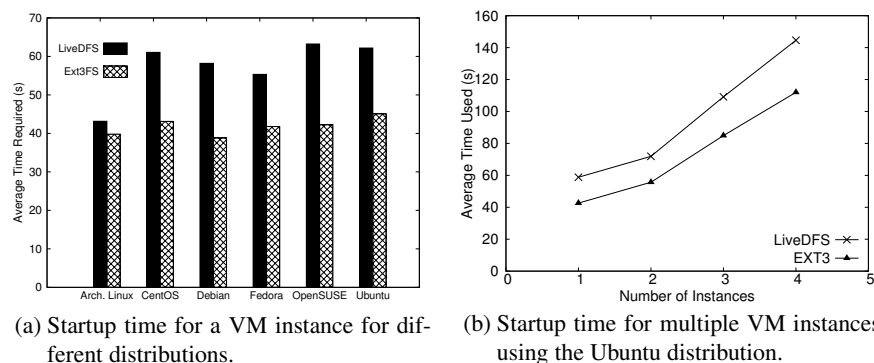 70
60
50
40
30
20
10
0
Average Time Required (s)
LiveDFS
Ext3FS
Arch. Linux CentOS Debian Fedora OpenSUSE Ubuntu
(a) Startup time for a VM instance for dif-
ferent distributions.
160
140
120
100
80
60
40
20
0
Average Time Used (s)
LiveDFS
EXT3
0 1 2 3 4 5
Number of Instances
(b) Startup time for multiple VM instances
using the Ubuntu distribution.